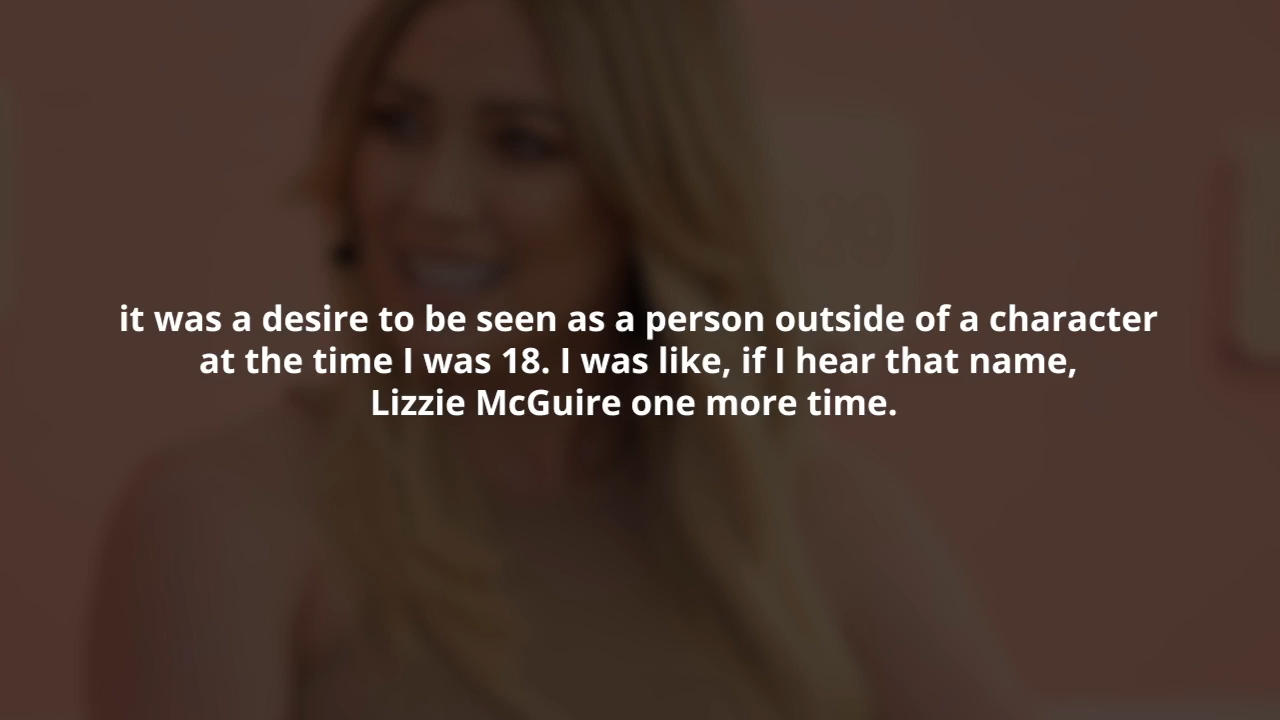 it was a desire to be seen as a person outside of a character
at the time I was 18. I was like, if I hear that name,
Lizzie McGuire one more time.